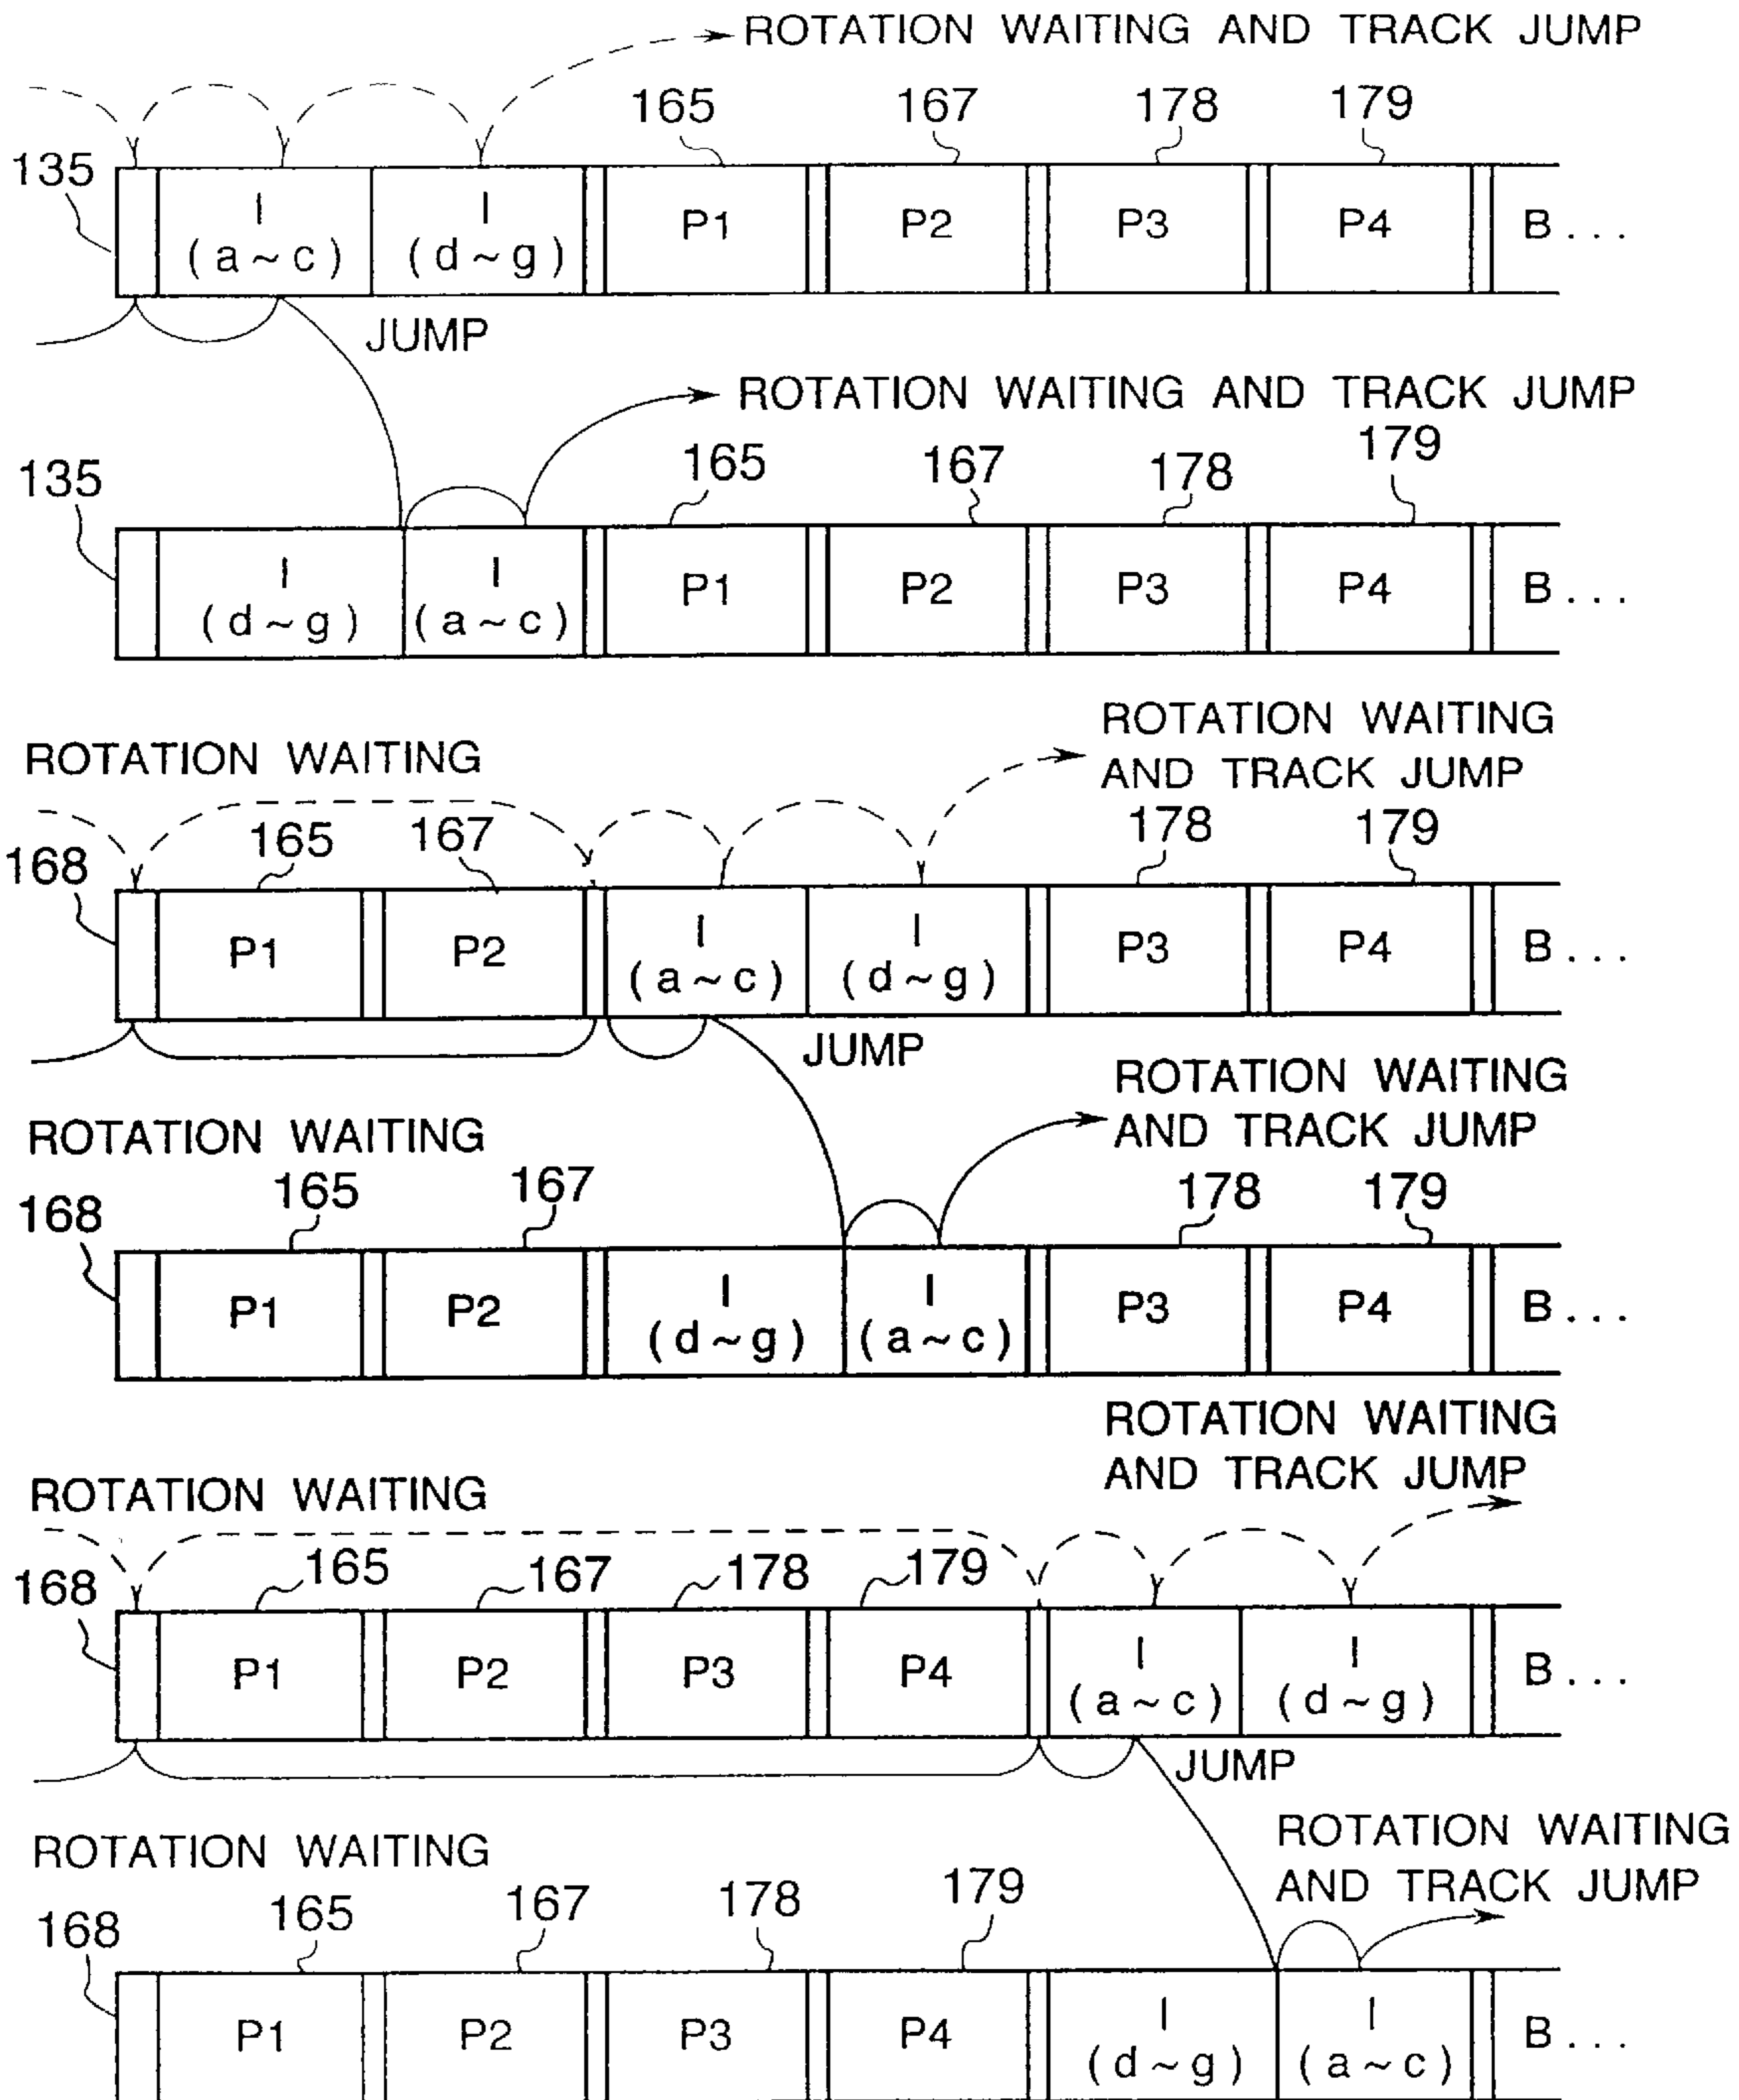 ROTATION WAITING AND TRACK JUMP
165 167 178 179
135
I (a~c) I (d~g) P1 P2 P3 P4 B...
JUMP
ROTATION WAITING AND TRACK JUMP
165 167 178 179
135
I (d~g) I (a~c) P1 P2 P3 P4 B...
ROTATION WAITING
AND TRACK JUMP
ROTATION WAITING
165 167 178 179
168
P1 P2 I (a~c) I (d~g) P3 P4 B...
JUMP
ROTATION WAITING
AND TRACK JUMP
ROTATION WAITING
165 167 178 179
168
P1 P2 I (d~g) I (a~c) P3 P4 B...
ROTATION WAITING
AND TRACK JUMP
ROTATION WAITING
165 167 178 179
168
P1 P2 P3 P4 I (a~c) I (d~g) B...
JUMP
ROTATION WAITING
AND TRACK JUMP
ROTATION WAITING
165 167 178 179
168
P1 P2 P3 P4 I (d~g) I (a~c) B...